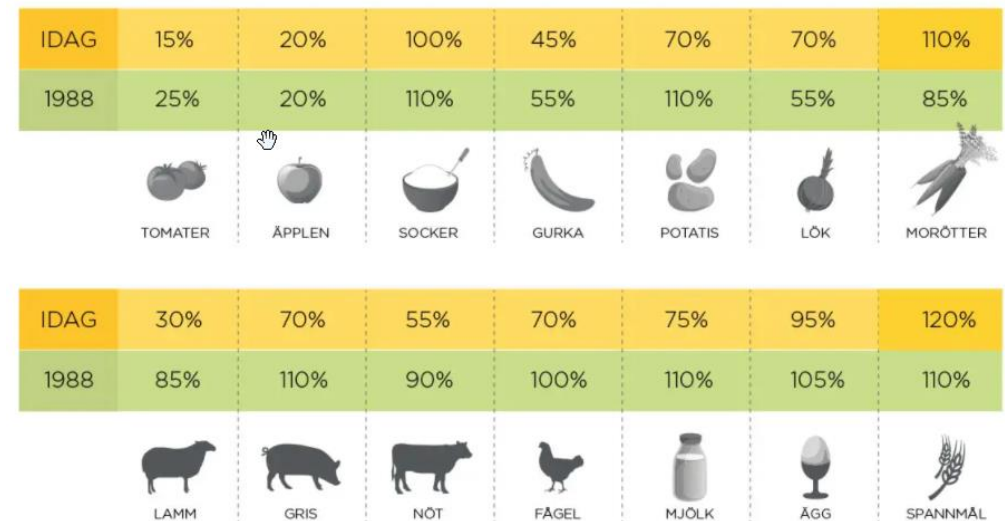 IDAG 15% 20% 100% 45% 70% 70% 110%
1988 25% 20% 110% 55% 110% 55% 85%
TOMATER ÄPPLEN SOCKER GURKA POTATIS LÖK MORÖTTER
IDAG 30% 70% 55% 70% 75% 95% 120%
1988 85% 110% 90% 100% 110% 105% 110%
LAMM GRIS NÖT FÅGEL MJÖLK ÄGG SPANNMÅL